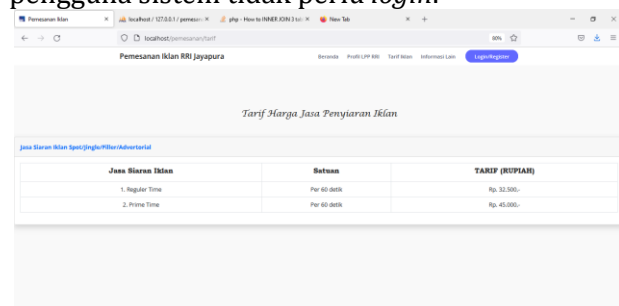 pengguna sistem tidak perlu login.
Pemesanan Iklan
localhost / 127.0.0.1 / pemesan
php - How to INNER JOIN 3 tabl
New Tab
localhost/pemesanan/tarif
80%
Pemesanan Iklan RRI Jayapura
Beranda Profil LPP RRI Tarif Iklan Informasi Lain Login/Register
Tarif Harga Jasa Penyiaran Iklan
Jasa Siaran Iklan Spot/Jingle/Filler/Advertorial
Jasa Siaran Iklan Satuan TARIF (RUPIAH)
1. Reguler Time Per 60 detik Rp. 32.500,-
2. Prime Time Per 60 detik Rp. 45.000,-